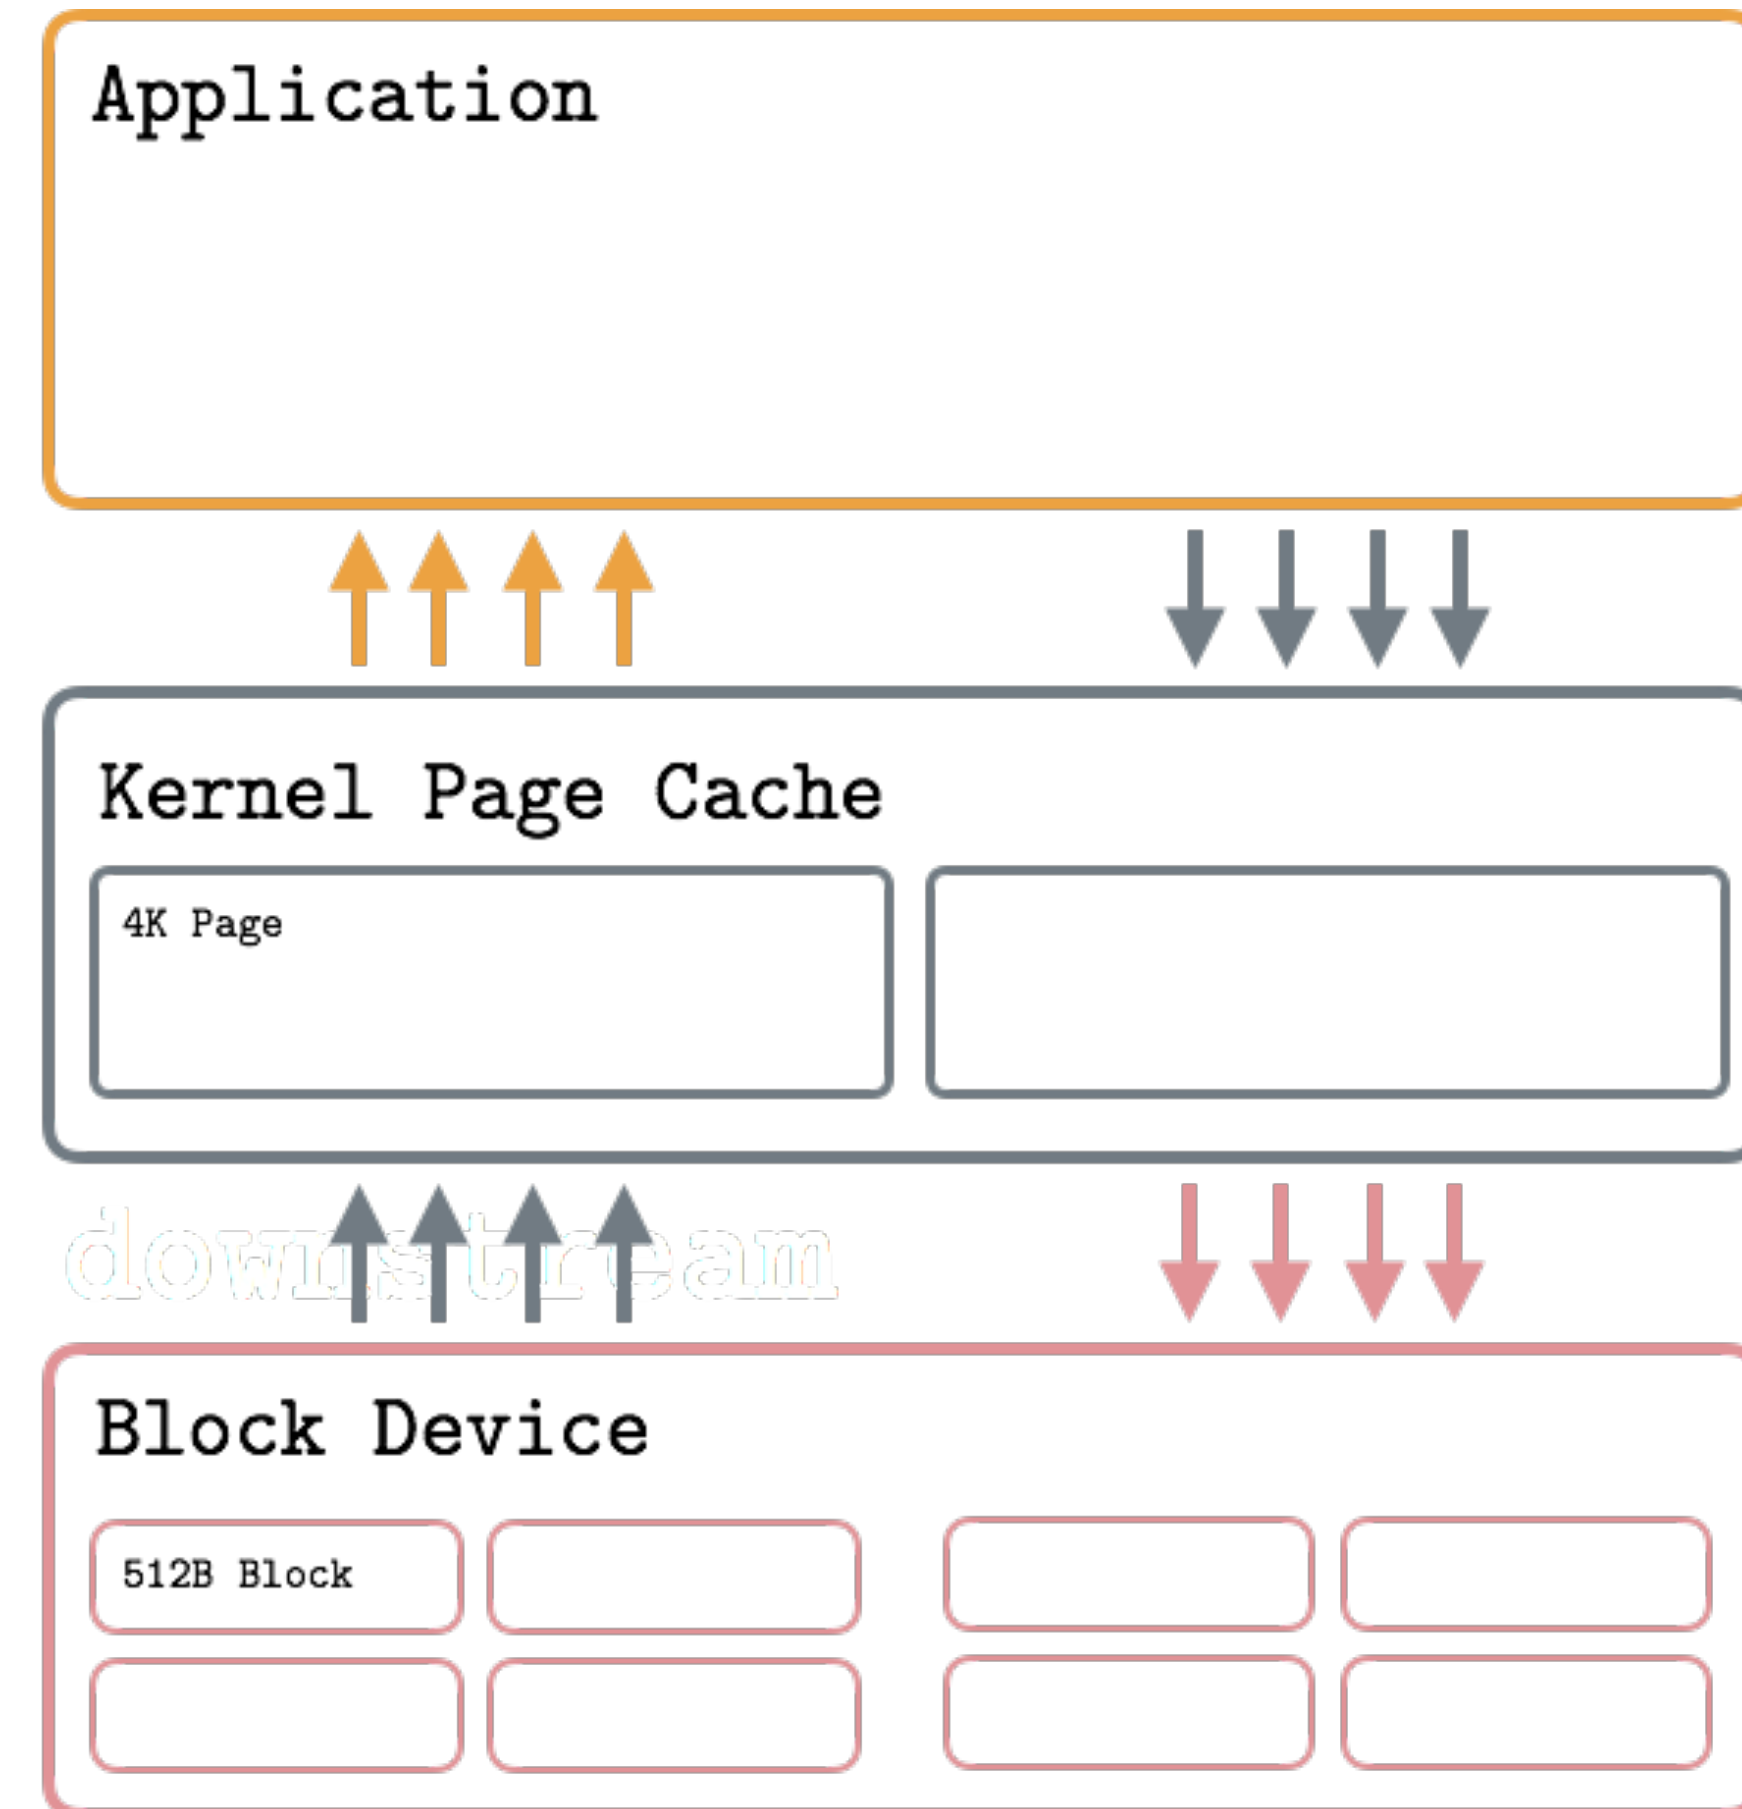 Application
Kernel Page Cache
4K Page
downstream
Block Device
512B Block